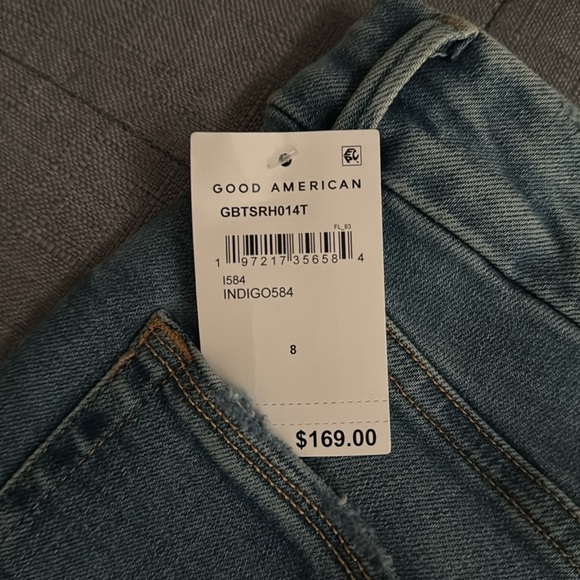 GOOD AMERICAN
GBTSRH014T
FL_83
1 97217 35658 4
I584
INDIGO584
8
$169.00